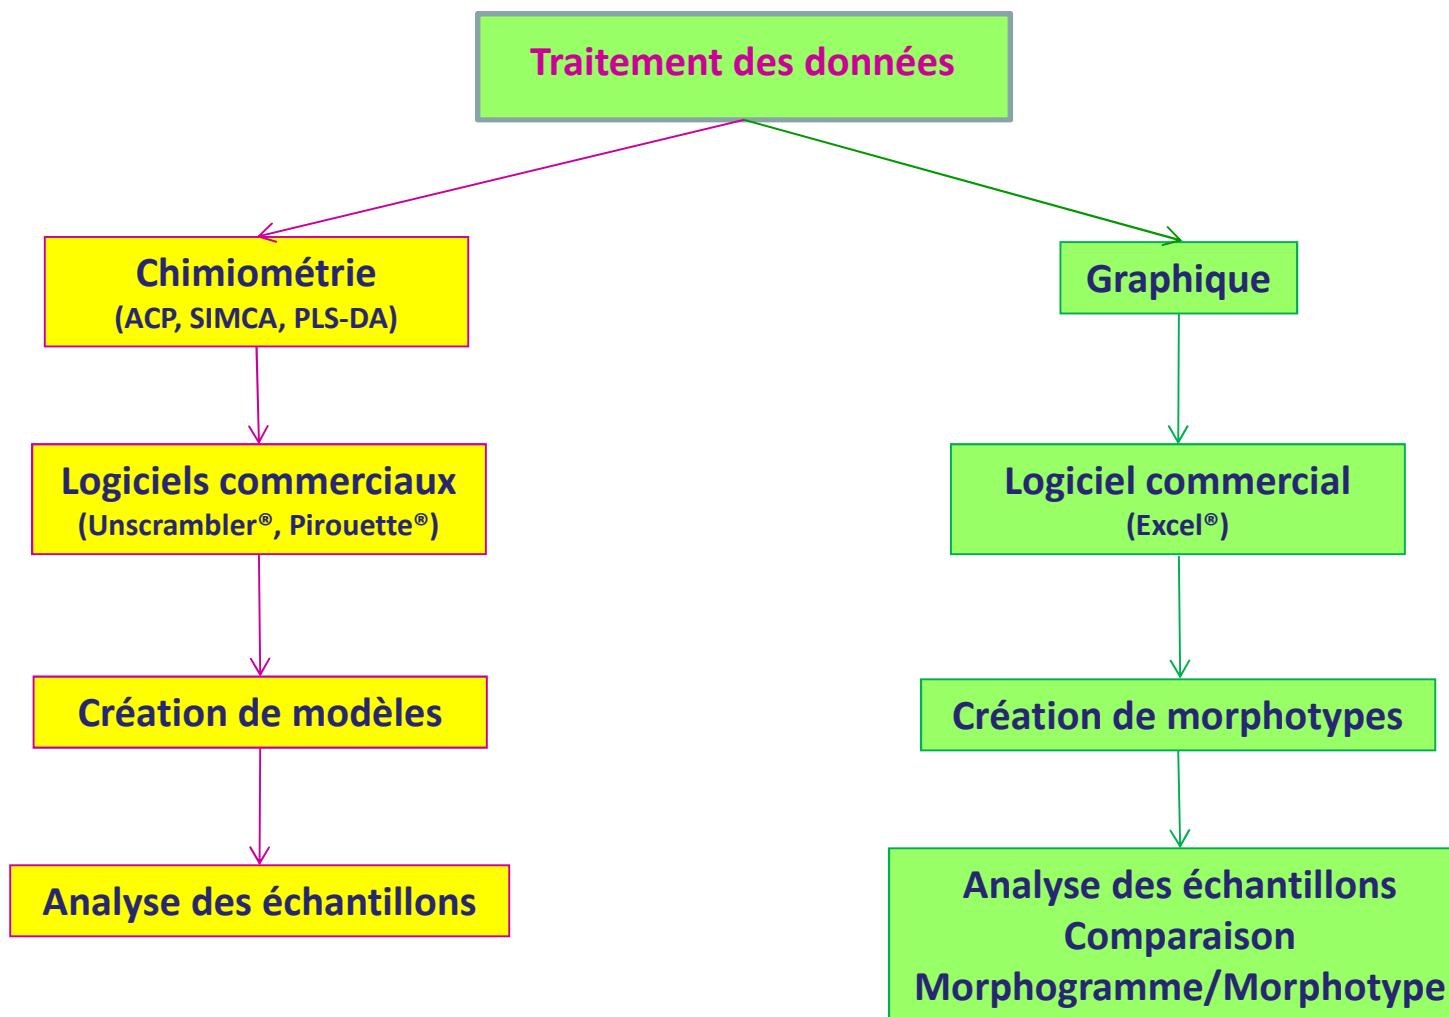 Traitement des données
Chimiométrie
(ACP, SIMCA, PLS-DA)
Graphique
Logiciels commerciaux
(Unscrambler®, Pirouette®)
Logiciel commercial
(Excel®)
Création de modèles
Création de morphotypes
Analyse des échantillons
Analyse des échantillons
Comparaison
Morphogramme/Morphotype